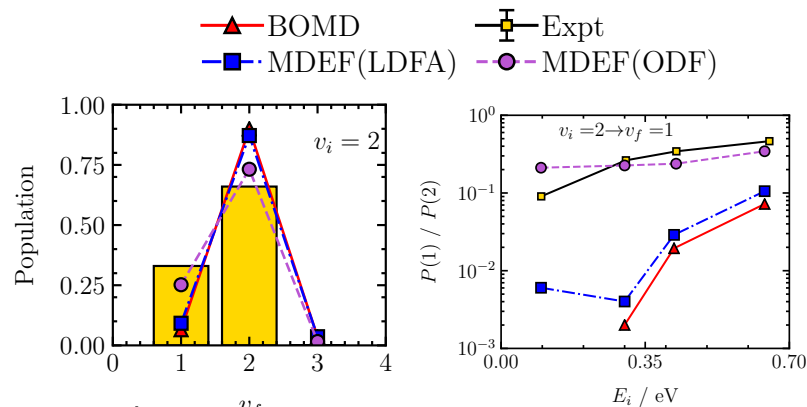 BOMD
Expt
MDEF(LDFA)
MDEF(ODF)
Population
1.00
0.75
0.50
0.25
0.00
v_i = 2
0 1 2 3 4
v_f
P(1) / P(2)
10^0
10^{-1}
10^{-2}
10^{-3}
v_i =2→v_f =1
0.00 0.35 0.70
E_i / eV